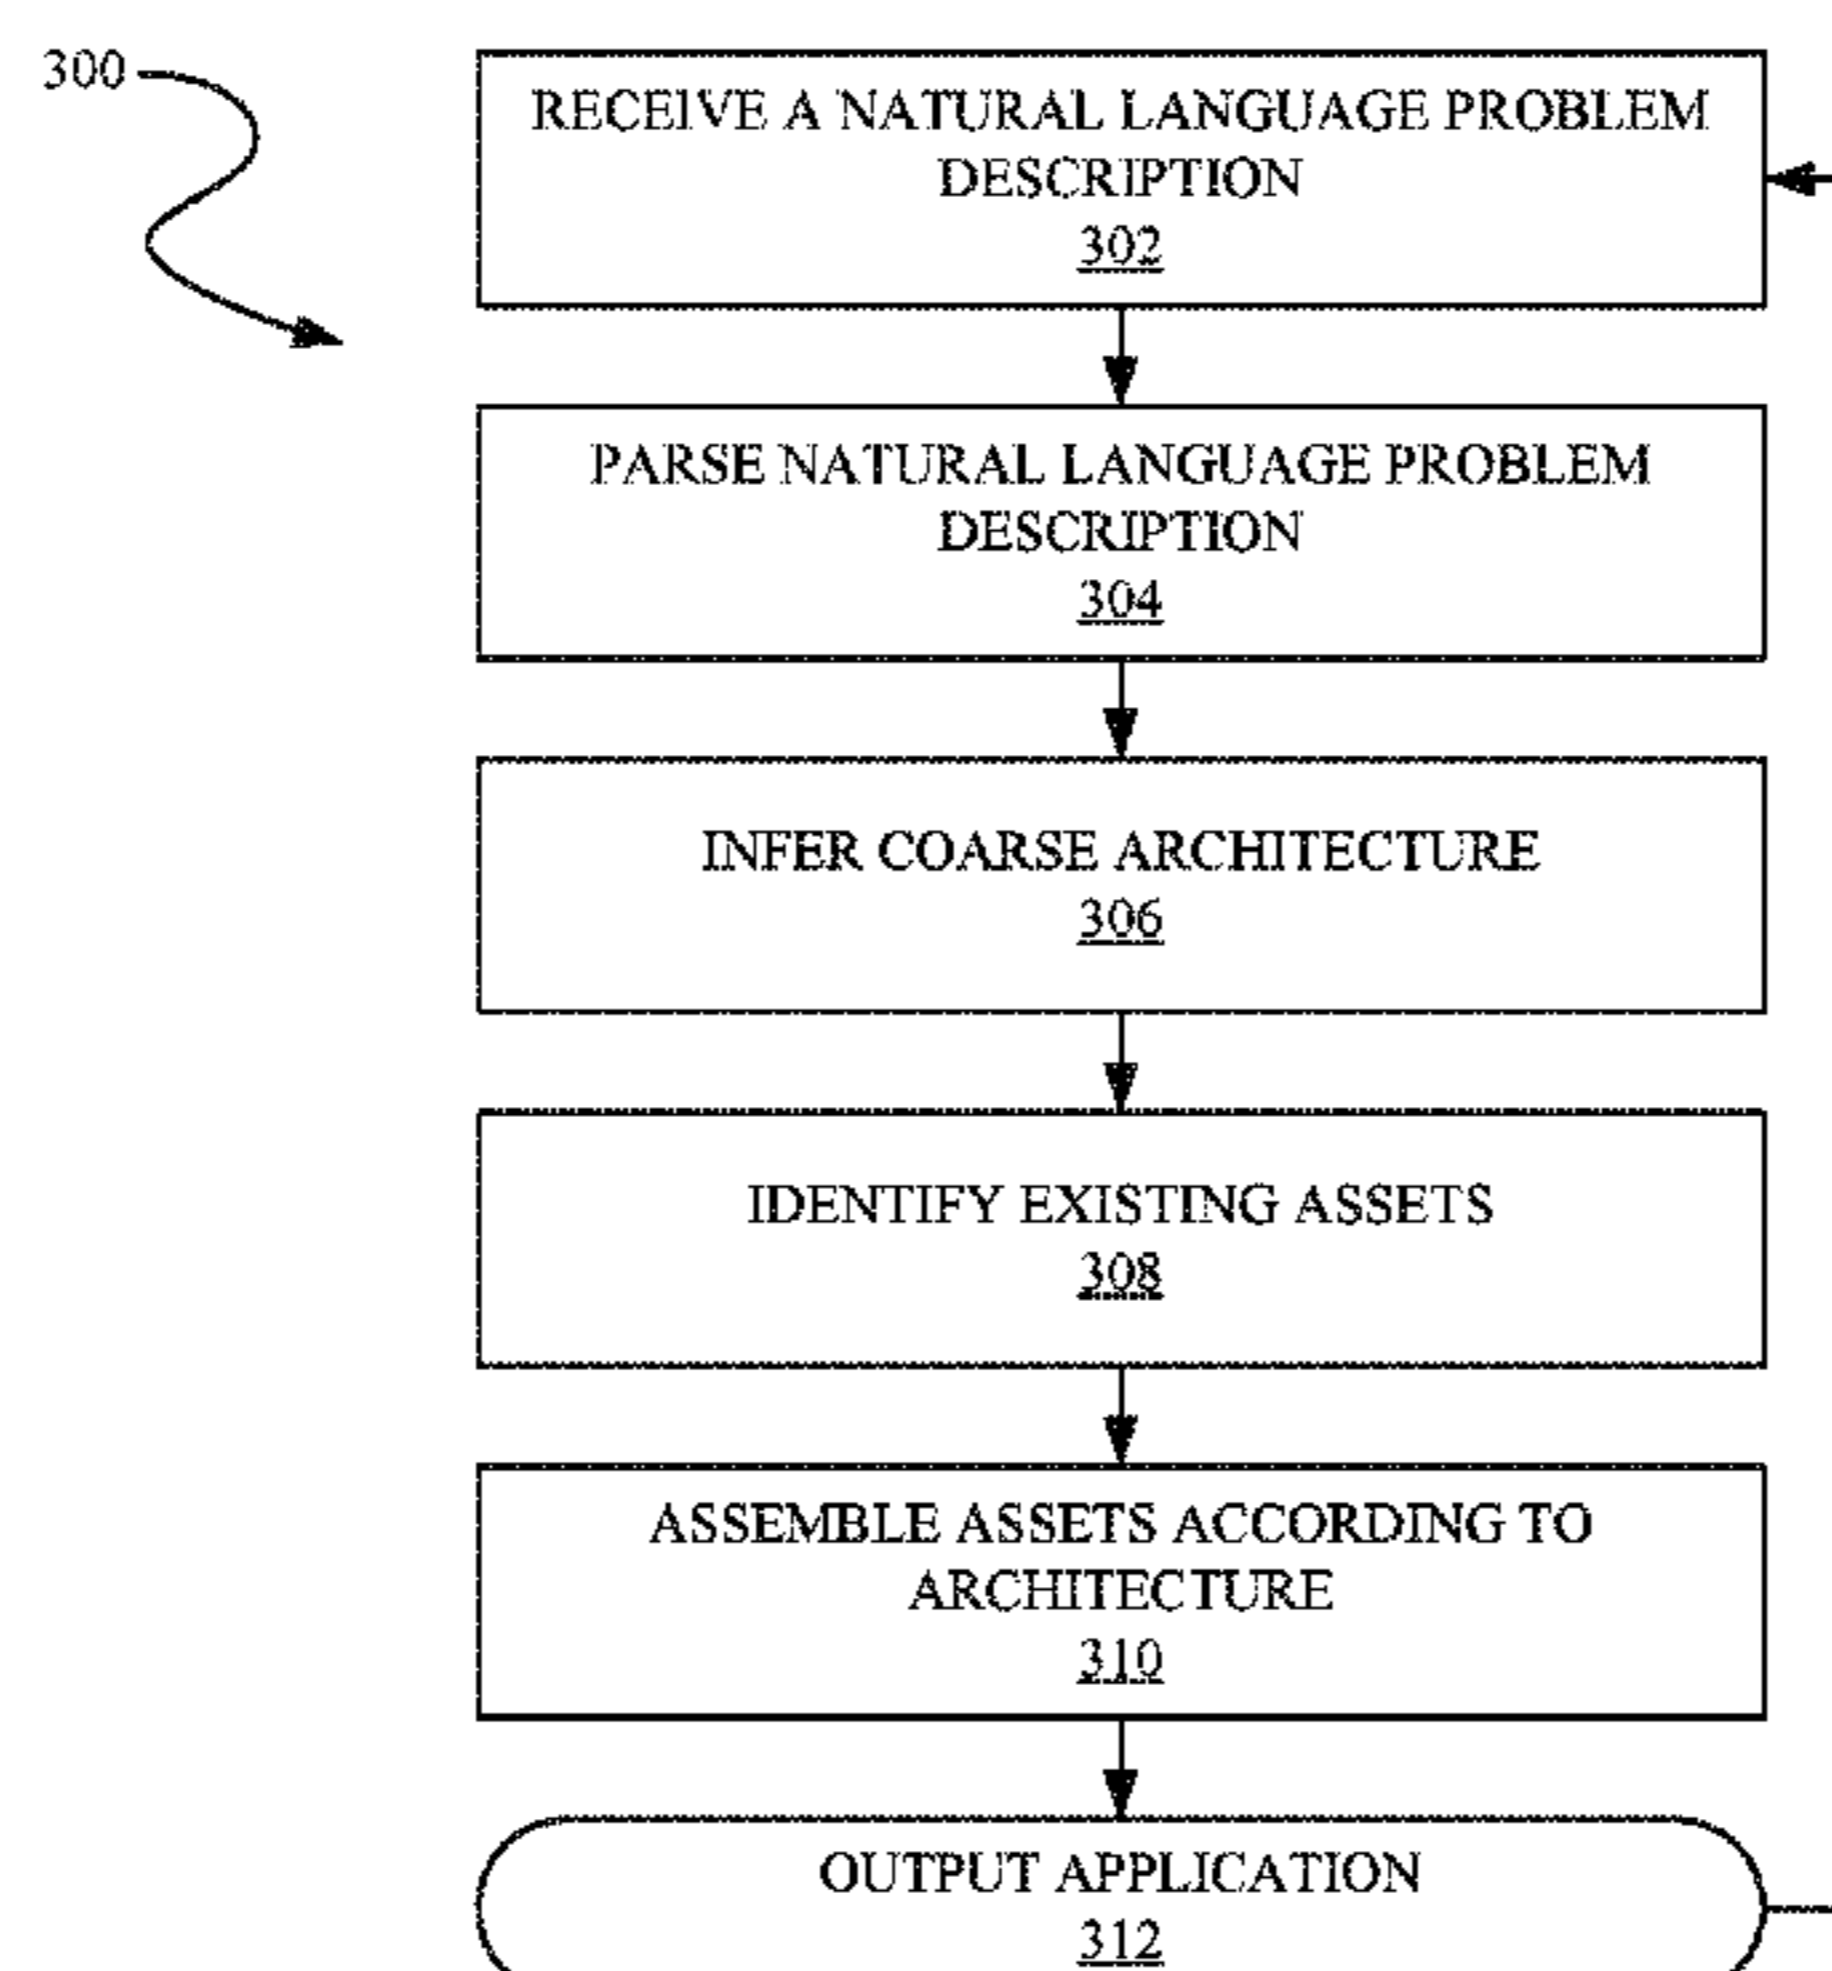 300
RECEIVE A NATURAL LANGUAGE PROBLEM
DESCRIPTION
302
PARSE NATURAL LANGUAGE PROBLEM
DESCRIPTION
304
INFER COARSE ARCHITECTURE
306
IDENTIFY EXISTING ASSETS
308
ASSEMBLE ASSETS ACCORDING TO
ARCHITECTURE
310
OUTPUT APPLICATION
312